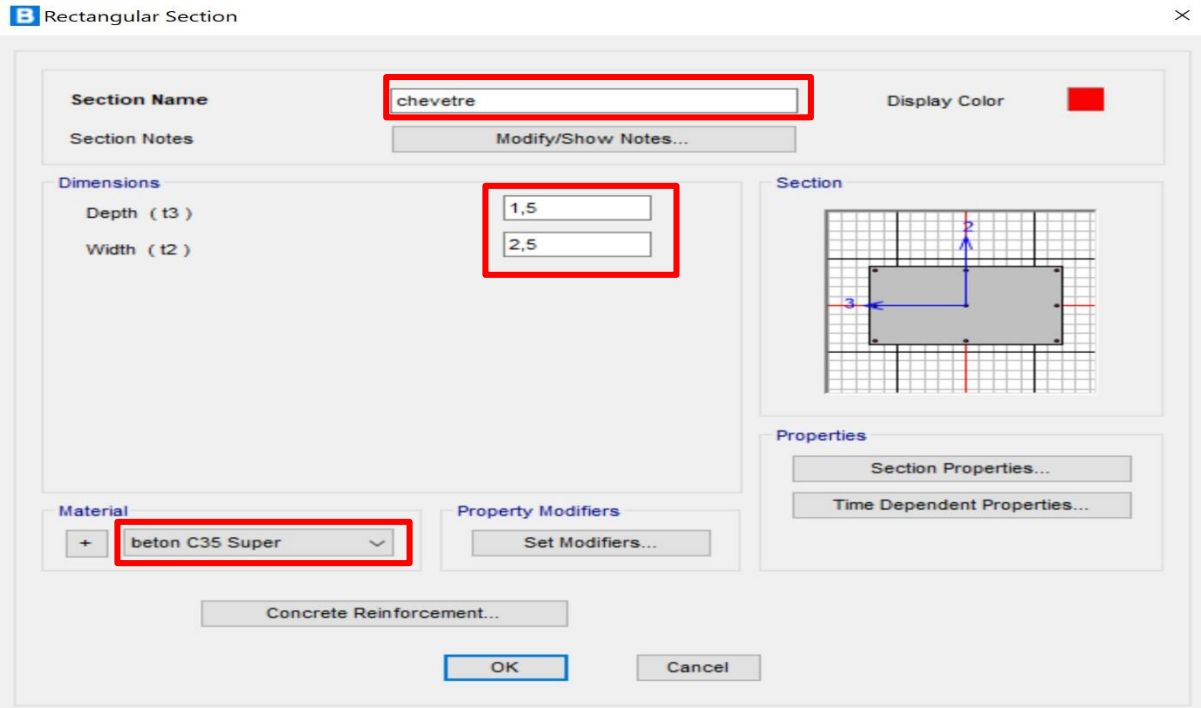 B Rectangular Section
Section Name chevetre Display Color
Section Notes Modify/Show Notes...
Dimensions
Depth ( t3 ) 1,5
Width ( t2 ) 2,5
Section
2
3
Properties
Section Properties...
Time Dependent Properties...
Material
+ beton C35 Super
Property Modifiers
Set Modifiers...
Concrete Reinforcement...
OK Cancel